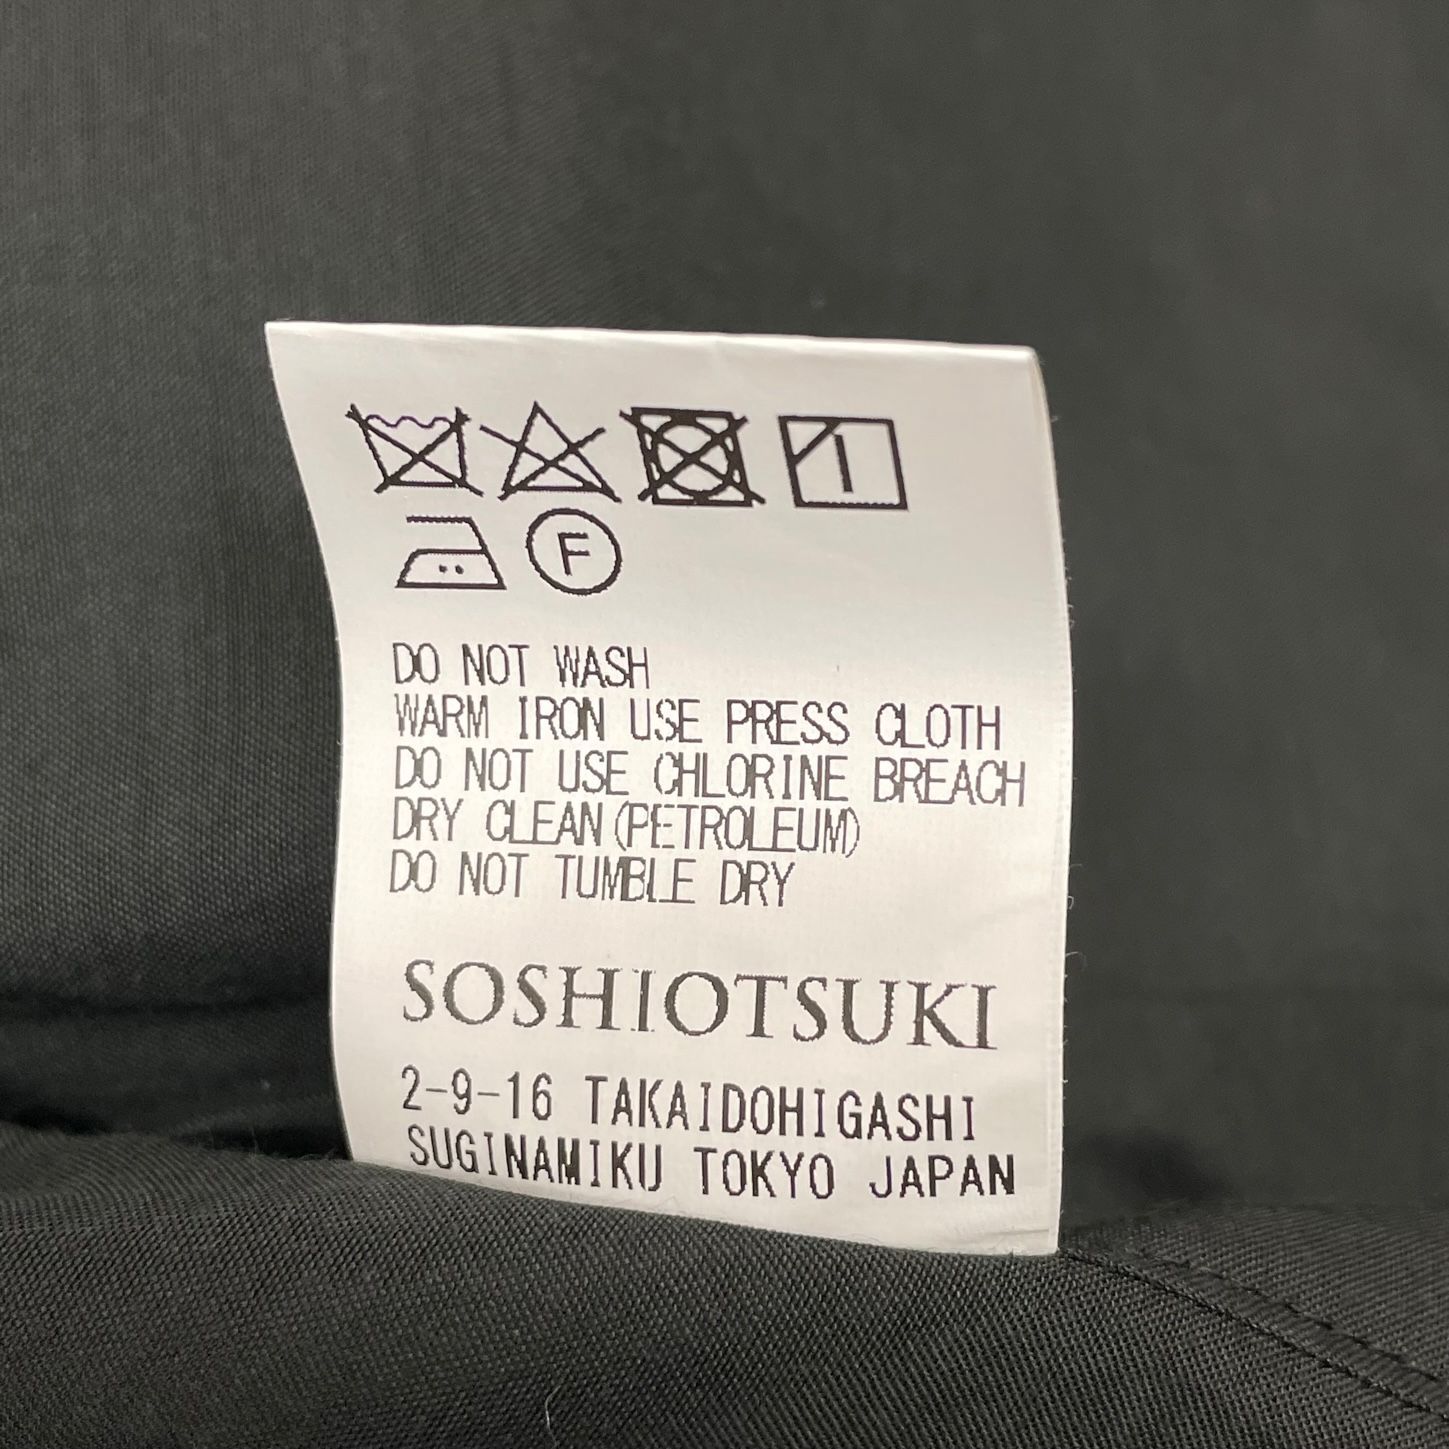 F
DO NOT WASH
WARM IRON USE PRESS CLOTH
DO NOT USE CHLORINE BREACH
DRY CLEAN(PETROLEUM)
DO NOT TUMBLE DRY
SOSHIOTSUKI
2-9-16 TAKAIDOHIGASHI
SUGINAMIKU TOKYO JAPAN